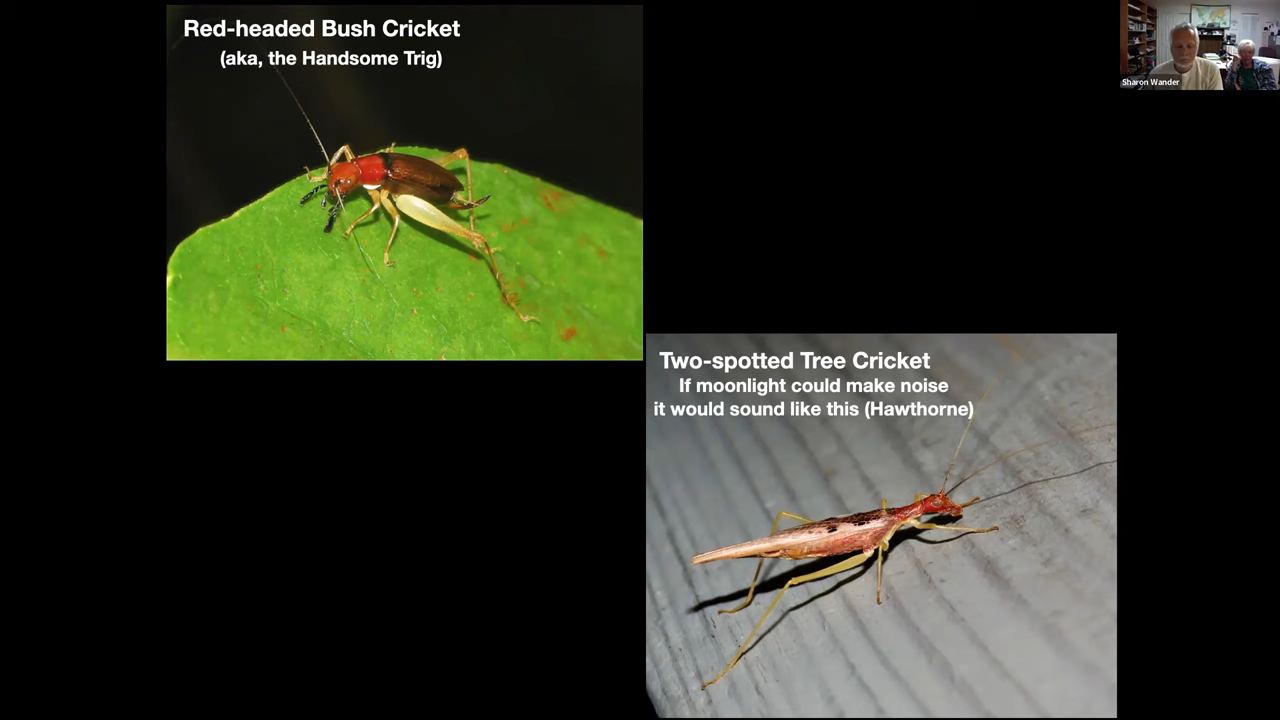 Red-headed Bush Cricket
(aka, the Handsome Trig)
Sharon Wander
Two-spotted Tree Cricket
If moonlight could make noise
it would sound like this (Hawthorne)